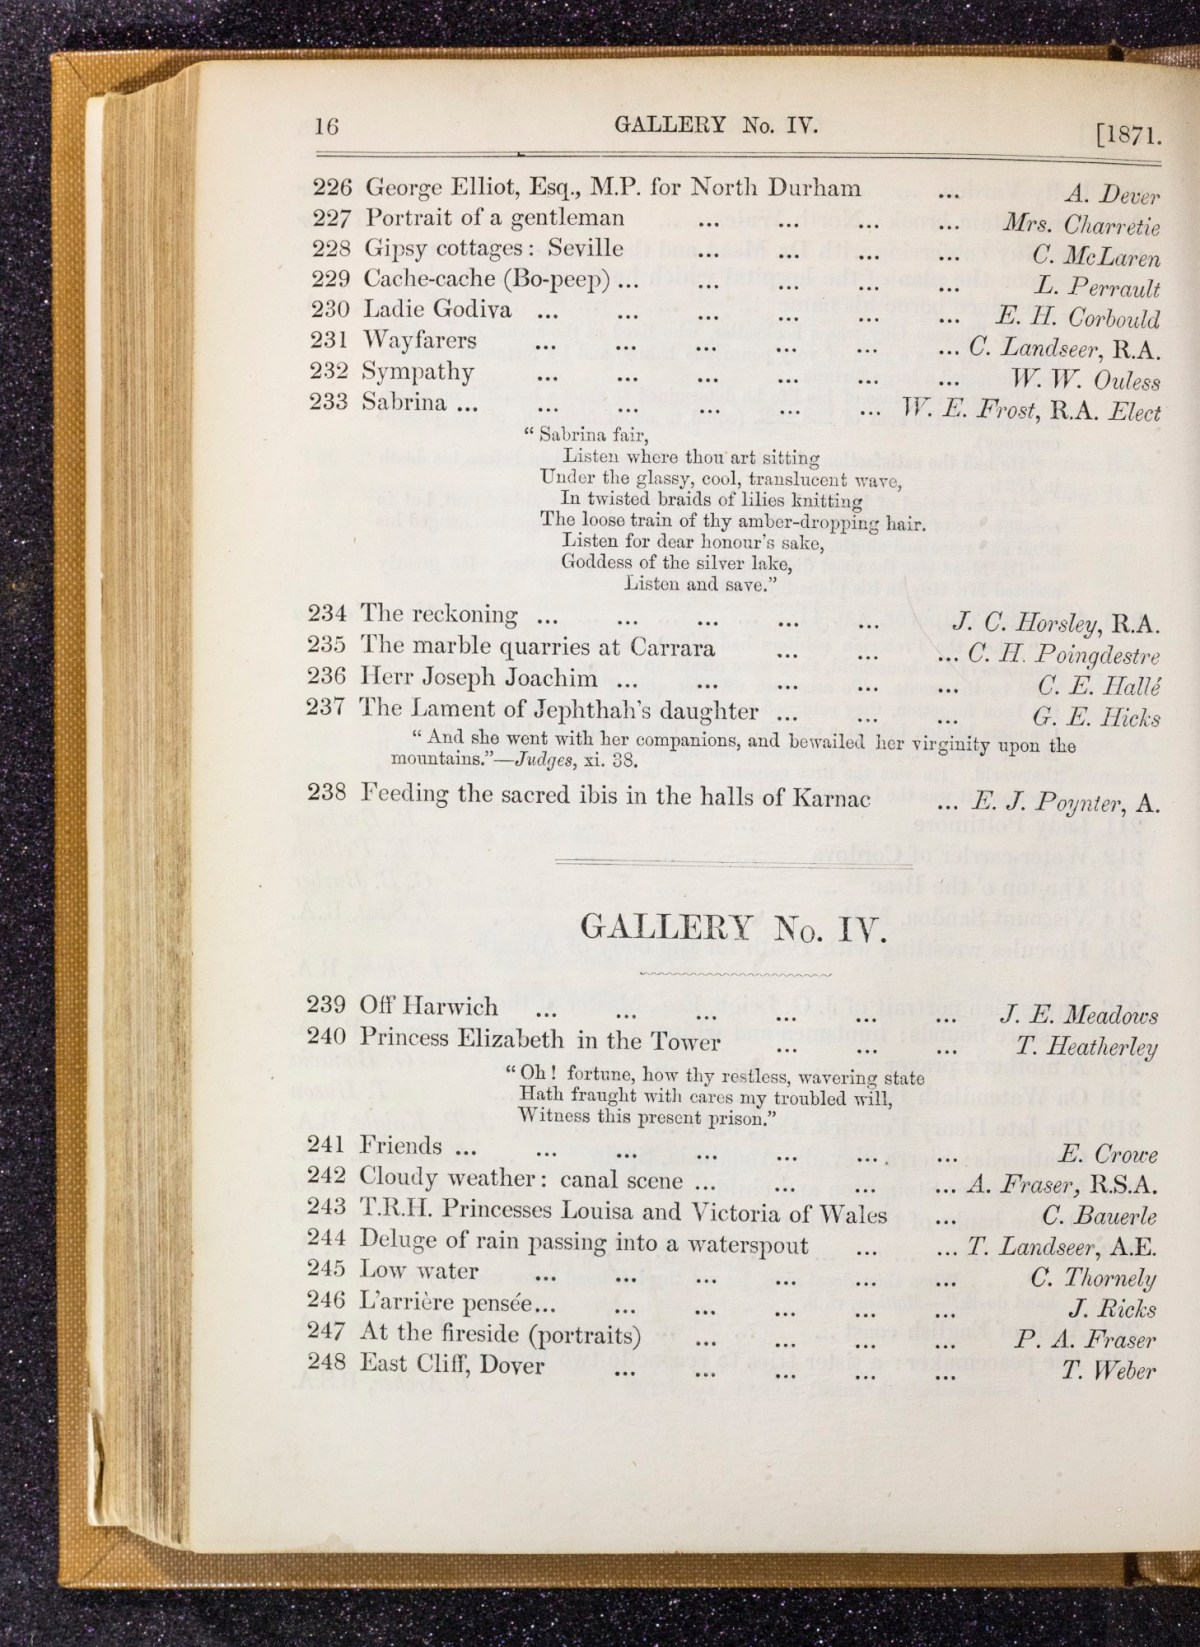 16 GALLERY No. IV. [1871.
226 George Elliot, Esq., M.P. for North Durham ... A. Dever
227 Portrait of a gentleman ... ... ... ... Mrs. Charretie
228 Gipsy cottages: Seville ... ... ... ... C. McLaren
229 Cache-cache (Bo-peep) ... ... ... ... ... L. Perrault
230 Ladie Godiva ... ... ... ... ... ... E. H. Corbould
231 Wayfarers ... ... ... ... ... ... C. Landseer, R.A.
232 Sympathy ... ... ... ... ... ... W. W. Ouless
233 Sabrina ... ... ... ... ... ... W. E. Frost, R.A. Elect
“ Sabrina fair,
Listen where thou art sitting
Under the glassy, cool, translucent wave,
In twisted braids of lilies knitting
The loose train of thy amber-dropping hair.
Listen for dear honour's sake,
Goddess of the silver lake,
Listen and save.”
234 The reckoning ... ... ... ... ... J. C. Horsley, R.A.
235 The marble quarries at Carrara ... ... ... C. H. Poingdestre
236 Herr Joseph Joachim ... ... ... ... ... C. E. Hallé
237 The Lament of Jephthah's daughter ... ... ... G. E. Hicks
“ And she went with her companions, and bewailed her virginity upon the
mountains.”—Judges, xi. 38.
238 Feeding the sacred ibis in the halls of Karnac ... E. J. Poynter, A.
GALLERY No. IV.
239 Off Harwich ... ... ... ... ... ... J. E. Meadows
240 Princess Elizabeth in the Tower ... ... ... T. Heatherley
“ Oh! fortune, how thy restless, wavering state
Hath fraught with cares my troubled will,
Witness this present prison.”
241 Friends ... ... ... ... ... ... ... E. Crowe
242 Cloudy weather: canal scene ... ... ... ... A. Fraser, R.S.A.
243 T.R.H. Princesses Louisa and Victoria of Wales ... C. Bauerle
244 Deluge of rain passing into a waterspout ... ... T. Landseer, A.E.
245 Low water ... ... ... ... ... ... C. Thornely
246 L'arrière pensée... ... ... ... ... ... J. Ricks
247 At the fireside (portraits) ... ... ... ... P. A. Fraser
248 East Cliff, Dover ... ... ... ... ... T. Weber